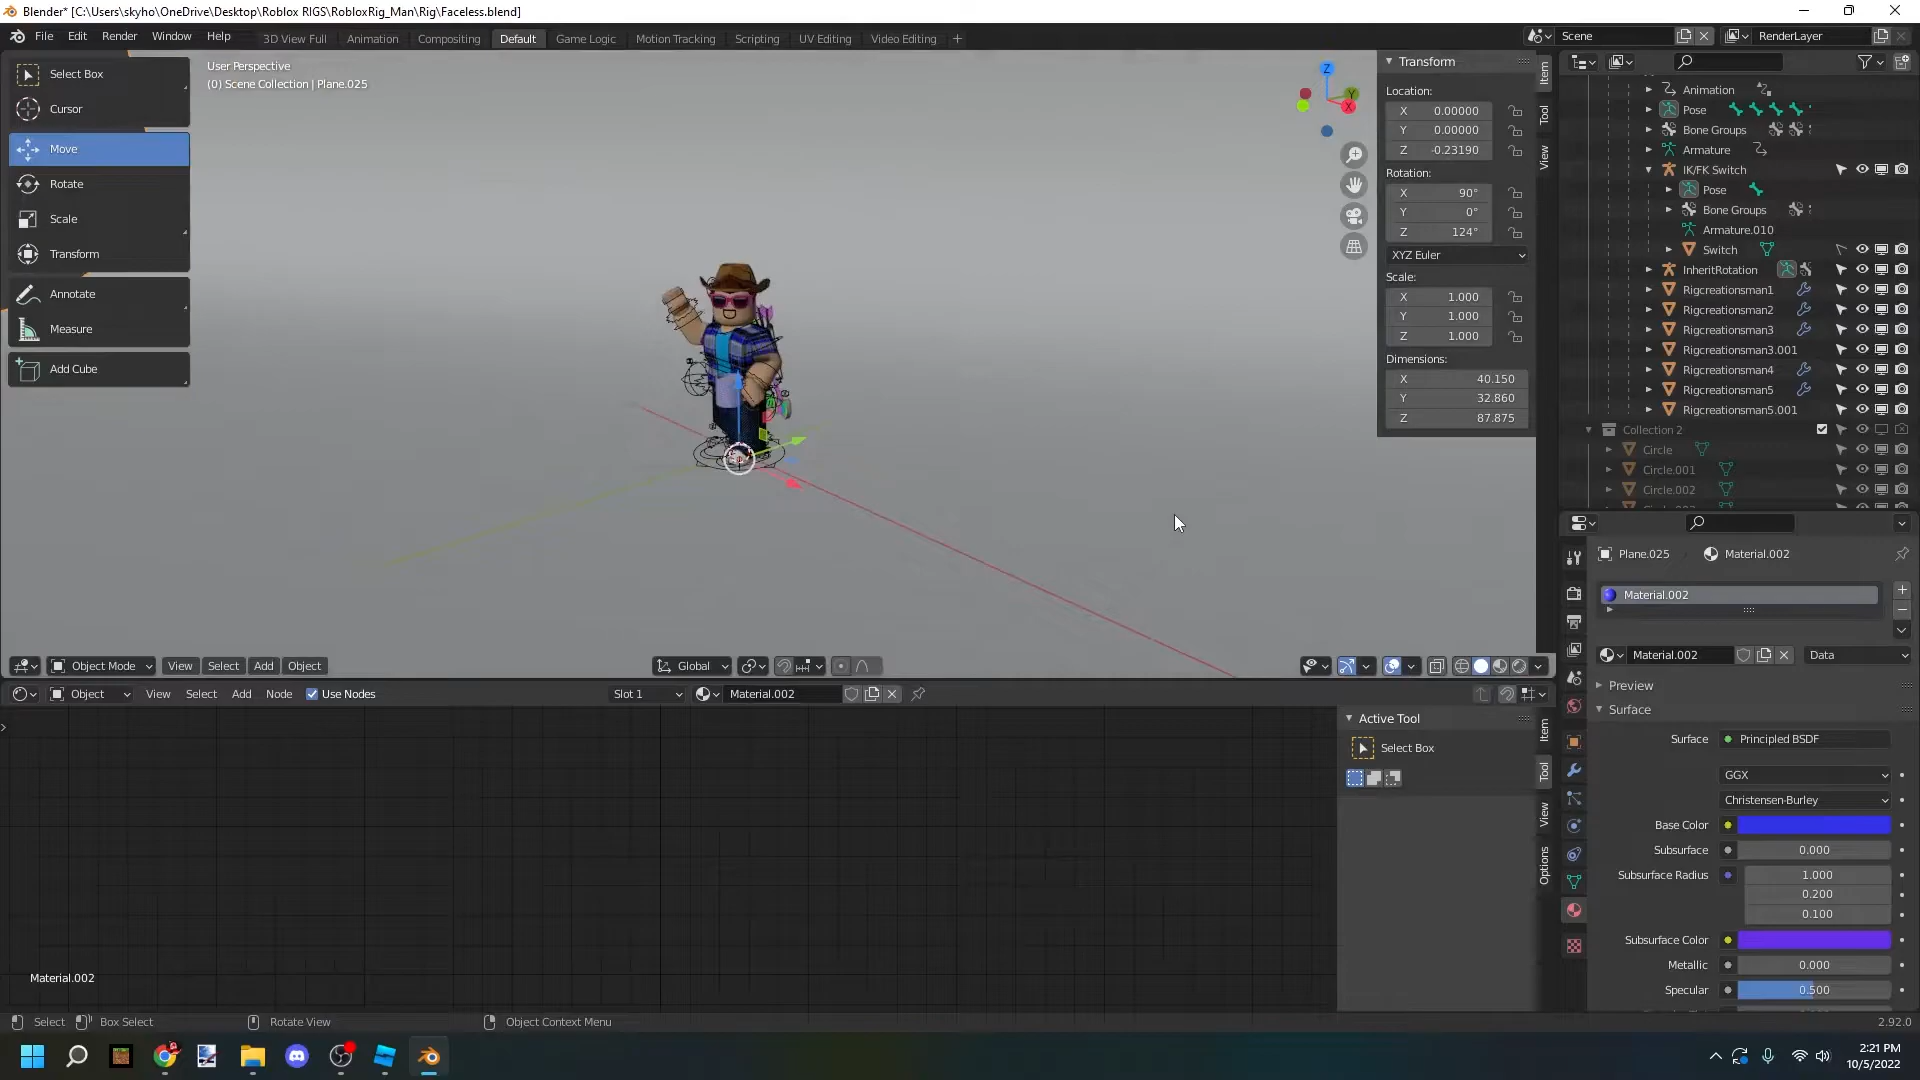 Blender* [C:\Users\skyho\OneDrive\Desktop\Roblox RIGS\RobloxRig_Man\Rig\Faceless.blend]
File Edit Render Window Help 3D View Full Animation Compositing Default Game Logic Motion Tracking Scripting UV Editing Video Editing + Scene RenderLayer
Select Box
Cursor
Move
Rotate
Scale
Transform
Annotate
Measure
Add Cube
User Perspective
(0) Scene Collection | Plane.025
Z
Y
X
Transform
Location:
X 0.00000
Y 0.00000
Z -0.23190
Rotation:
X 90°
Y 0°
Z 124°
XYZ Euler
Scale:
X 1.000
Y 1.000
Z 1.000
Dimensions:
X 40.150
Y 32.860
Z 87.875
Item
Tool
View
Animation
Pose
Bone Groups
Armature
IK/FK Switch
Pose
Bone Groups
Armature.010
Switch
InheritRotation
Rigcreationsman1
Rigcreationsman2
Rigcreationsman3
Rigcreationsman3.001
Rigcreationsman4
Rigcreationsman5
Rigcreationsman5.001
Collection 2
Circle
Circle.001
Circle.002
Object Mode View Select Add Object Global
Object View Select Add Node Use Nodes Slot 1 Material.002
Active Tool
Select Box
Item
Tool
View
Options
Material.002
Plane.025 Material.002
Material.002
Material.002 Data
Preview
Surface
Surface Principled BSDF
GGX
Christensen-Burley
Base Color
Subsurface 0.000
Subsurface Radius 1.000
0.200
0.100
Subsurface Color
Metallic 0.000
Specular 0.500
Select Box Select Rotate View Object Context Menu 2.92.0
2:21 PM
10/5/2022